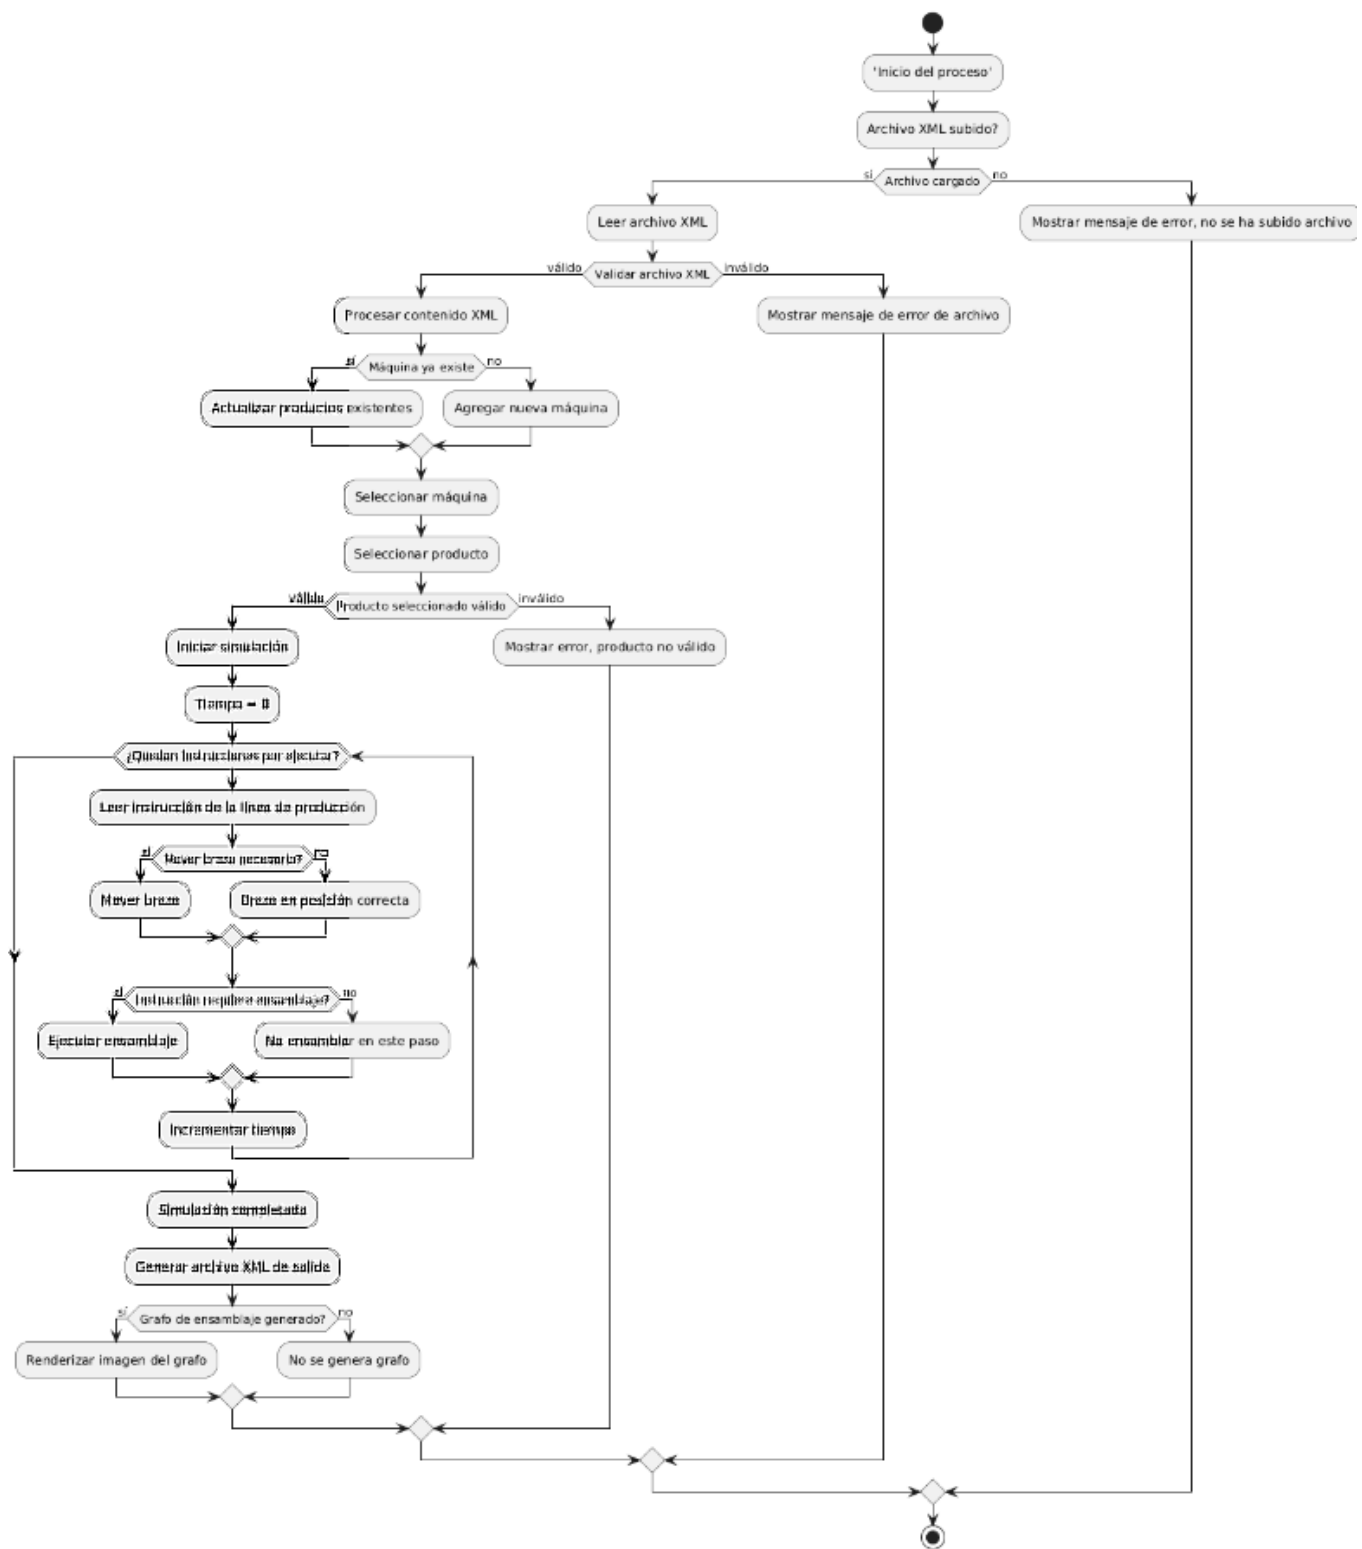 'Inicio del proceso'
Archivo XML subido?
sí
Archivo cargado
no
Leer archivo XML
Mostrar mensaje de error, no se ha subido archivo
válido
Validar archivo XML
inválido
Procesar contenido XML
Mostrar mensaje de error de archivo
sí
Máquina ya existe
no
Actualizar productos existentes
Agregar nueva máquina
Seleccionar máquina
Seleccionar producto
válido
Producto seleccionado válido
inválido
Iniciar simulación
Mostrar error, producto no válido
Tiempo = 0
¿Quedan instrucciones por ejecutar?
Leer instrucción de la línea de producción
sí
Mover brazo necesario?
no
Mover brazo
Brazo en posición correcta
sí
Instrucción requiere ensamblaje?
no
Ejecutar ensamblaje
No ensamblar en este paso
Incrementar tiempo
Simulación completada
Generar archivo XML de salida
sí
Grafo de ensamblaje generado?
no
Renderizar imagen del grafo
No se genera grafo